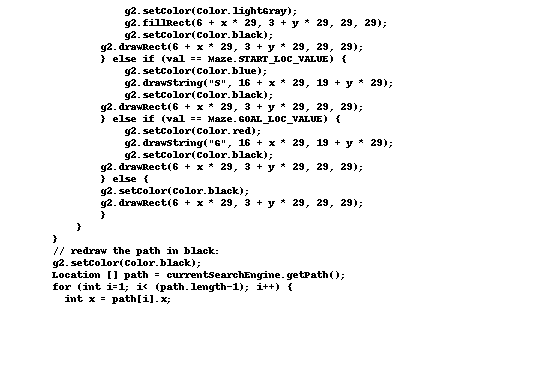 g2.setColor(Color.lightGray);
g2.fillRect(6 + x * 29, 3 + y * 29, 29, 29);
g2.setColor(Color.black);
g2.drawRect(6 + x * 29, 3 + y * 29, 29, 29);
} else if (val == Maze.START_LOC_VALUE) {
g2.setColor(Color.blue);
g2.drawString("S", 16 + x * 29, 19 + y * 29);
g2.setColor(Color.black);
g2.drawRect(6 + x * 29, 3 + y * 29, 29, 29);
} else if (val == Maze.GOAL_LOC_VALUE) {
g2.setColor(Color.red);
g2.drawString("G", 16 + x * 29, 19 + y * 29);
g2.setColor(Color.black);
g2.drawRect(6 + x * 29, 3 + y * 29, 29, 29);
} else {
g2.setColor(Color.black);
g2.drawRect(6 + x * 29, 3 + y * 29, 29, 29);
}
}
}
// redraw the path in black:
g2.setColor(Color.black);
Location [] path = currentSearchEngine.getPath();
for (int i=1; i< (path.length-1); i++) {
int x = path[i].x;